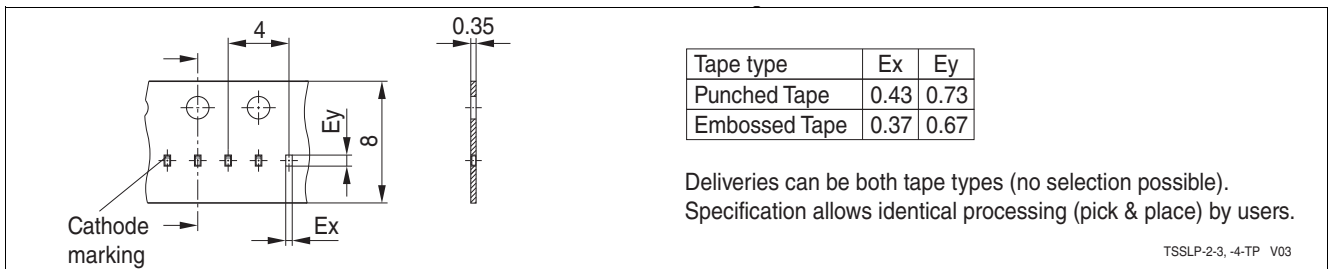 4
0.35
Ey
8
Ex
Cathode
marking
Tape type Ex Ey
Punched Tape 0.43 0.73
Embossed Tape 0.37 0.67
Deliveries can be both tape types (no selection possible).
Specification allows identical processing (pick & place) by users.
TSSLP-2-3, -4-TP V03